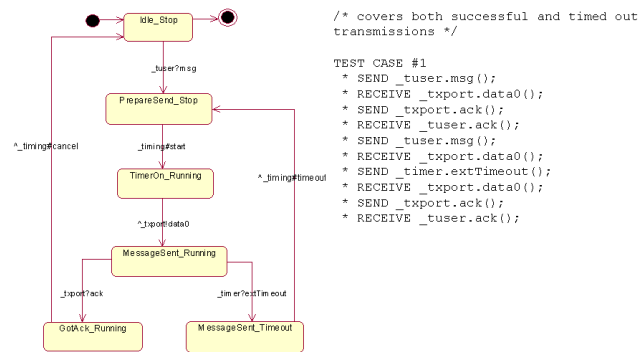 Idle_Stop
_tuser?msg
PrepareSend_Stop
_timing#start
^_timing#cancel
TimerOn_Running
^_timing#timeout
^_txport!data0
MessageSent_Running
_txport?ack
_timer?extTimeout
GotAck_Running
MessageSent_Timeout
/* covers both successful and timed out
transmissions */
TEST CASE #1
* SEND _tuser.msg();
* RECEIVE _txport.data0();
* SEND _txport.ack();
* RECEIVE _tuser.ack();
* SEND _tuser.msg();
* RECEIVE _txport.data0();
* SEND _timer.extTimeout();
* RECEIVE _txport.data0();
* SEND _txport.ack();
* RECEIVE _tuser.ack();